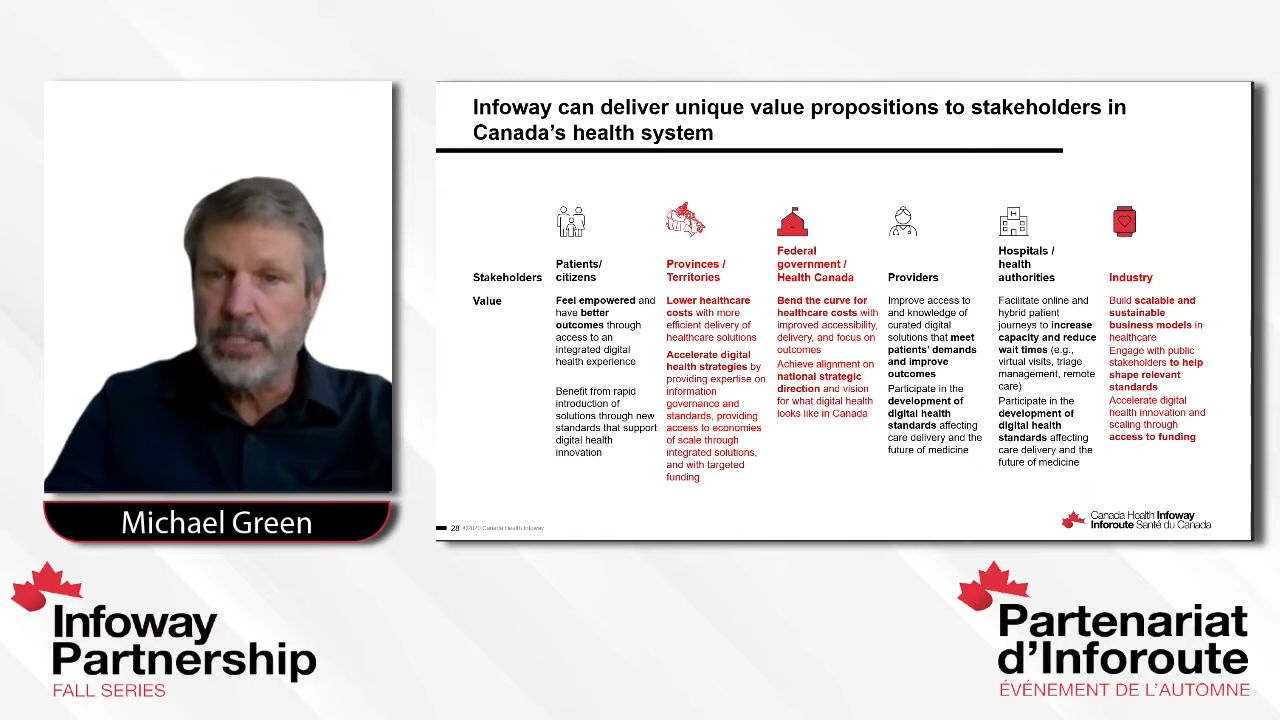 Infoway can deliver unique value propositions to stakeholders in
Canada's health system
Stakeholders
Patients/
citizens
Provinces /
Territories
Federal
government /
Health Canada
Providers
Hospitals /
health
authorities
Industry
Value
Feel empowered and
have better
outcomes through
access to an
integrated digital
health experience
Benefit from rapid
introduction of
solutions through new
standards that support
digital health
innovation
Lower healthcare
costs with more
efficient delivery of
healthcare solutions
Accelerate digital
health strategies by
providing expertise on
information
governance and
standards, providing
access to economies
of scale through
integrated solutions,
and with targeted
funding
Bend the curve for
healthcare costs with
improved accessibility,
delivery, and focus on
outcomes
Achieve alignment on
national strategic
direction and vision
for what digital health
looks like in Canada
Improve access to
and knowledge of
curated digital
solutions that meet
patients' demands
and improve
outcomes
Participate in the
development of
digital health
standards affecting
care delivery and the
future of medicine
Facilitate online and
hybrid patient
journeys to increase
capacity and reduce
wait times (e.g.,
virtual visits, triage
management, remote
care)
Participate in the
development of
digital health
standards affecting
care delivery and the
future of medicine
Build scalable and
sustainable
business models in
healthcare
Engage with public
stakeholders to help
shape relevant
standards
Accelerate digital
health innovation and
scaling through
access to funding
H
28 ©2020 Canada Health Infoway
Canada Health Infoway
Inforoute Santé du Canada
Michael Green
Infoway
Partnership
FALL SERIES
Partenariat
d'Inforoute
ÉVÉNEMENT DE L'AUTOMNE